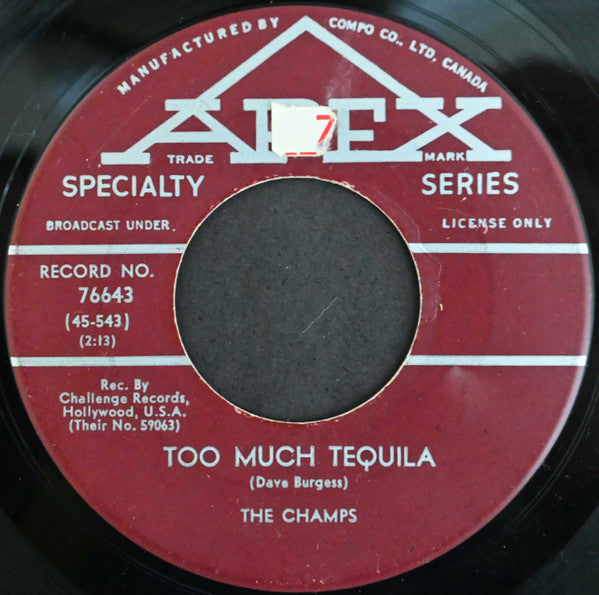 MANUFACTURED BY COMPO CO., LTD., CANADA
APEX
7
TRADE MARK
SPECIALTY SERIES
BROADCAST UNDER. LICENSE ONLY
RECORD NO.
76643
(45-543)
(2:13)
Rec. By
Challenge Records,
Hollywood, U.S.A.
(Their No. 59063)
TOO MUCH TEQUILA
(Dave Burgess)
THE CHAMPS